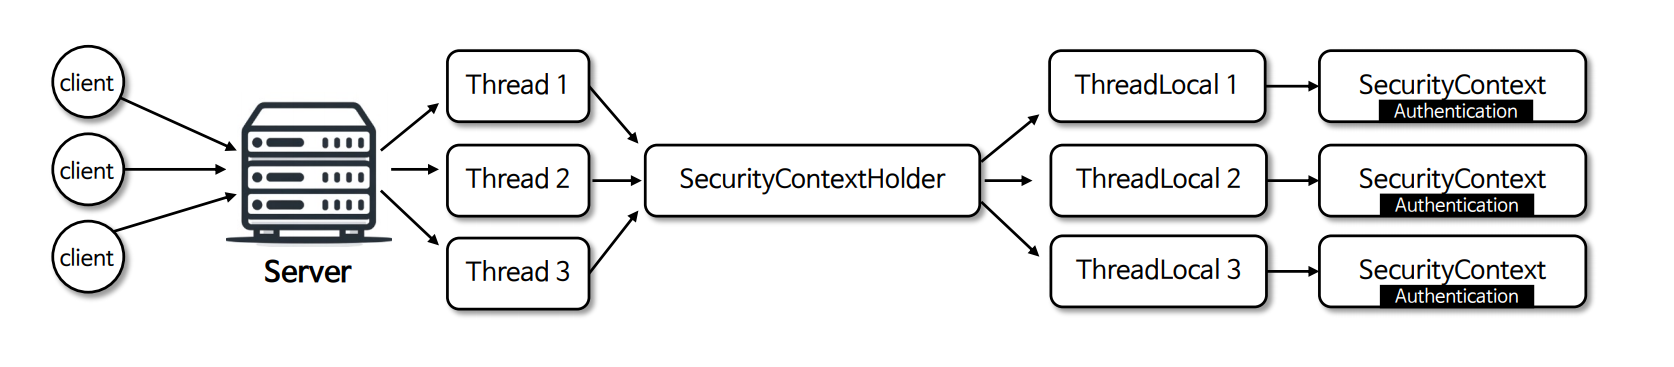 client
client
client
Server
Thread 1
Thread 2
Thread 3
SecurityContextHolder
ThreadLocal 1
ThreadLocal 2
ThreadLocal 3
SecurityContext
Authentication
SecurityContext
Authentication
SecurityContext
Authentication